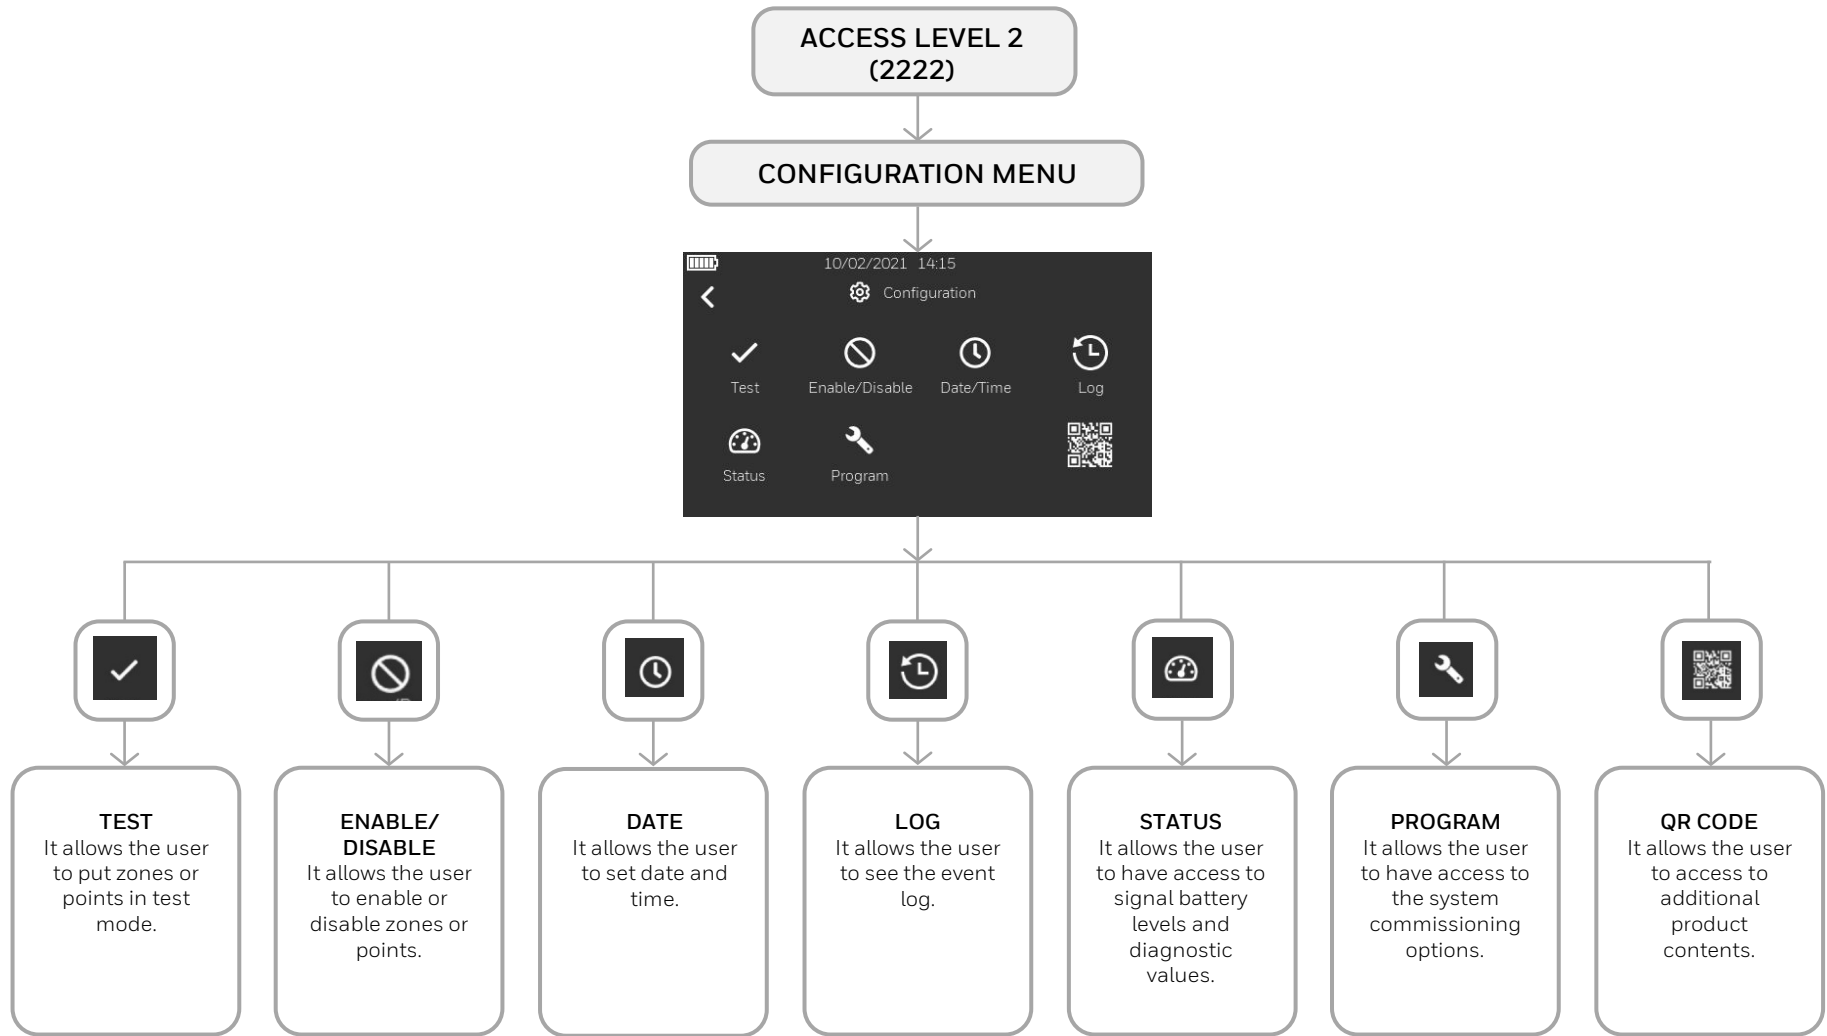 ACCESS LEVEL 2
(2222)
CONFIGURATION MENU
10/02/2021 14:15
Configuration
Test
Enable/Disable
Date/Time
Log
Status
Program
TEST
It allows the user
to put zones or
points in test
mode.
ENABLE/
DISABLE
It allows the user
to enable or
disable zones or
points.
DATE
It allows the user
to set date and
time.
LOG
It allows the user
to see the event
log.
STATUS
It allows the user
to have access to
signal battery
levels and
diagnostic
values.
PROGRAM
It allows the user
to have access to
the system
commissioning
options.
QR CODE
It allows the user
to access to
additional
product
contents.